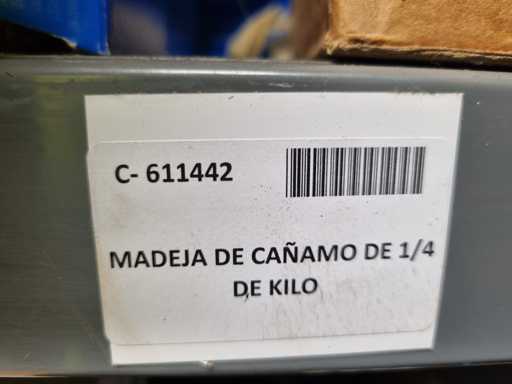 C- 611442
MADEJA DE CAÑAMO DE 1/4
DE KILO